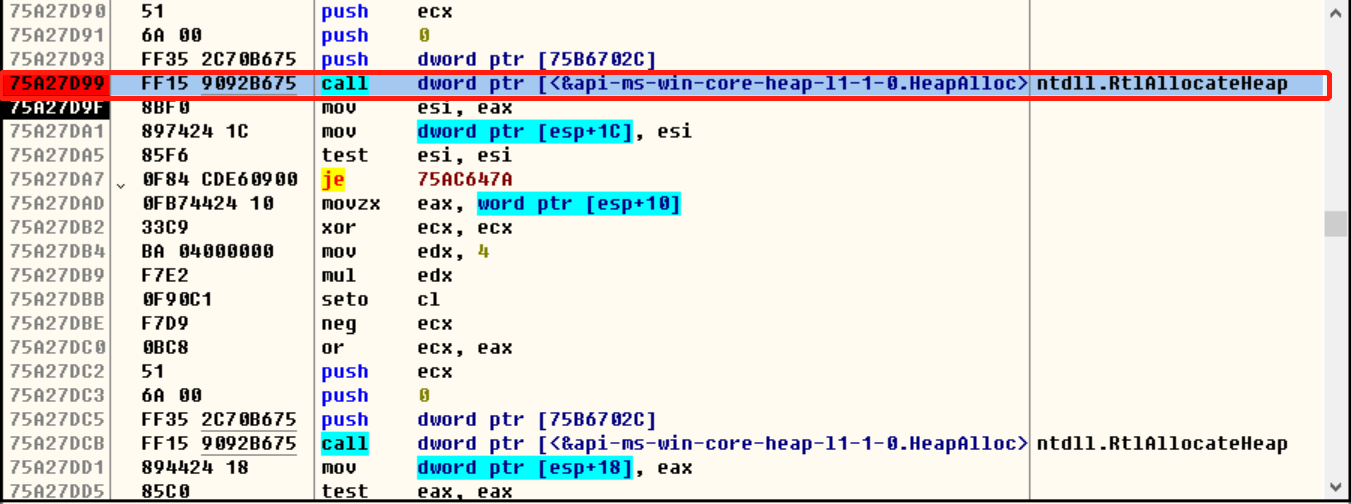 75A27D90 51 push ecx
75A27D91 6A 00 push 0
75A27D93 FF35 2C70B675 push dword ptr [75B6702C]
75A27D99 FF15 9092B675 call dword ptr [<&api-ms-win-core-heap-l1-1-0.HeapAlloc> ntdll.RtlAllocateHeap
75A27D9F 8BF0 mov esi, eax
75A27DA1 897424 1C mov dword ptr [esp+1C], esi
75A27DA5 85F6 test esi, esi
75A27DA7 0F84 CDE60900 je 75AC647A
75A27DAD 0FB74424 10 movzx eax, word ptr [esp+10]
75A27DB2 33C9 xor ecx, ecx
75A27DB4 BA 04000000 mov edx, 4
75A27DB9 F7E2 mul edx
75A27DBB 0F90C1 seto cl
75A27DBE F7D9 neg ecx
75A27DC0 0BC8 or ecx, eax
75A27DC2 51 push ecx
75A27DC3 6A 00 push 0
75A27DC5 FF35 2C70B675 push dword ptr [75B6702C]
75A27DCB FF15 9092B675 call dword ptr [<&api-ms-win-core-heap-l1-1-0.HeapAlloc> ntdll.RtlAllocateHeap
75A27DD1 894424 18 mov dword ptr [esp+18], eax
75A27DD5 85C0 test eax, eax